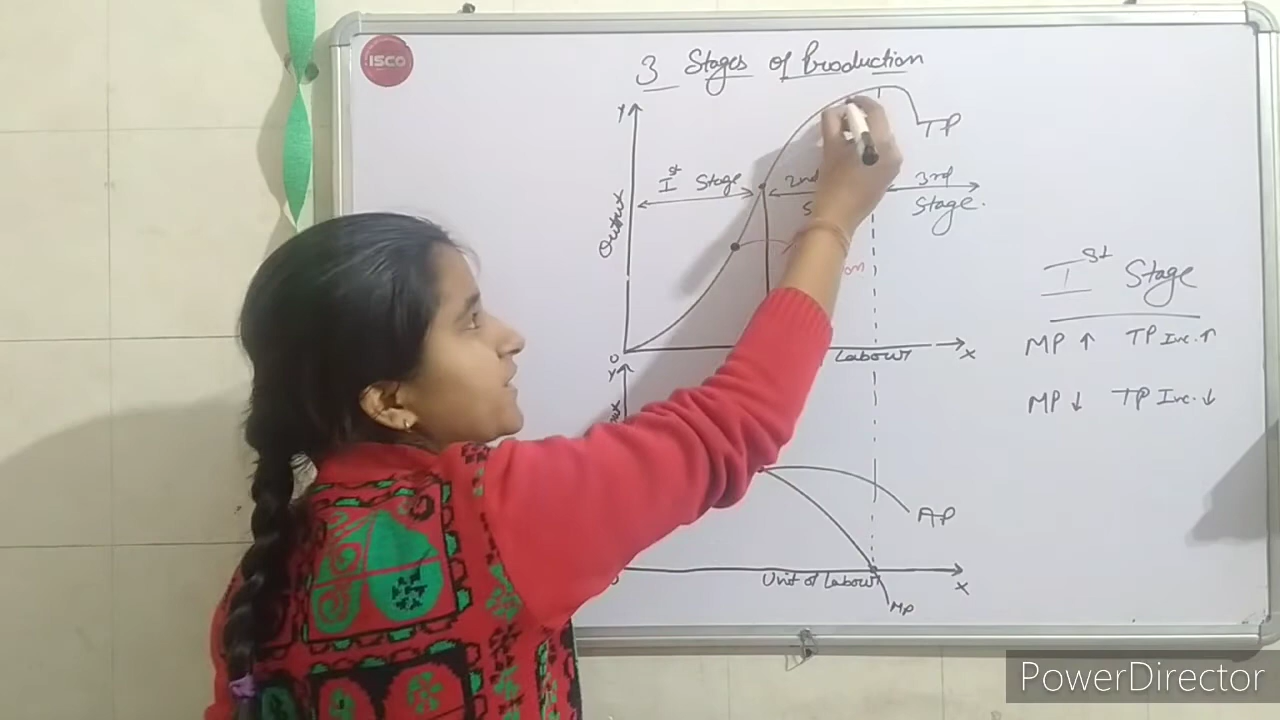 ISCO
3 Stages of Production
Y
TP
Ist Stage
2nd
3rd
Stage.
Output
Ist Stage
MP ↑ TP Inc. ↑
O
Labour
X
Y
MP ↓ TP Inc. ↓
AP
Unit of Labour
X
MP
PowerDirector